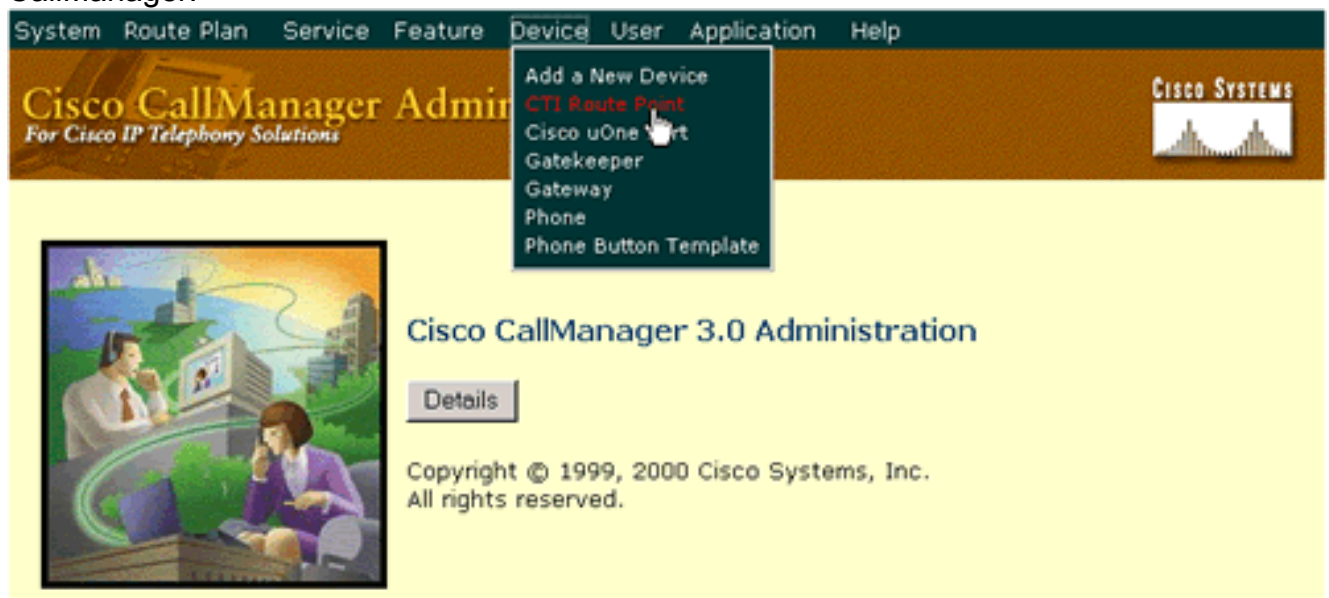 System Route Plan Service Feature Device User Application Help
Add a New Device
CTI Route Point
Cisco uOne
Gatekeeper
Gateway
Phone
Phone Button Template
Cisco CallManager
For Cisco IP Telephony Solutions
CISCO SYSTEMS
Cisco CallManager 3.0 Administration
Details
Copyright © 1999, 2000 Cisco Systems, Inc.
All rights reserved.